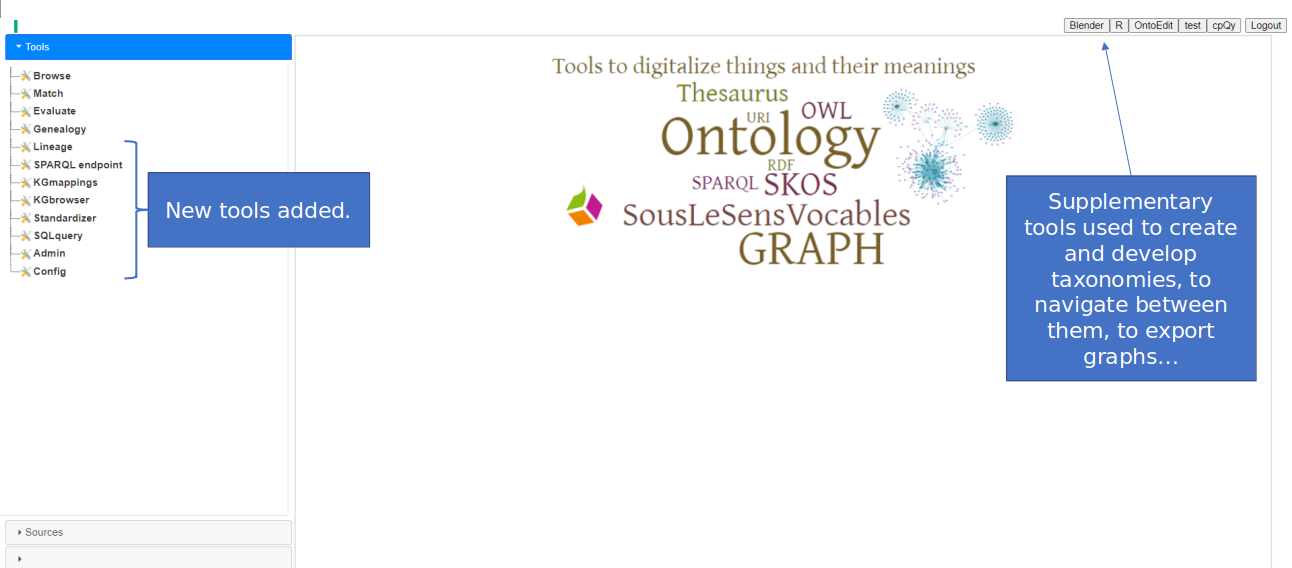 Blender R OntoEdit test cpQy Logout
Tools
Browse
Match
Evaluate
Genealogy
Lineage
SPARQL endpoint
KGmappings
KGbrowser
Standardizer
SQLquery
Admin
Config
New tools added.
Tools to digitalize things and their meanings
Thesaurus
OWL
URI
Ontology
RDF
SPARQL SKOS
SousLeSensVocables
GRAPH
Supplementary
tools used to create
and develop
taxonomies, to
navigate between
them, to export
graphs...
Sources